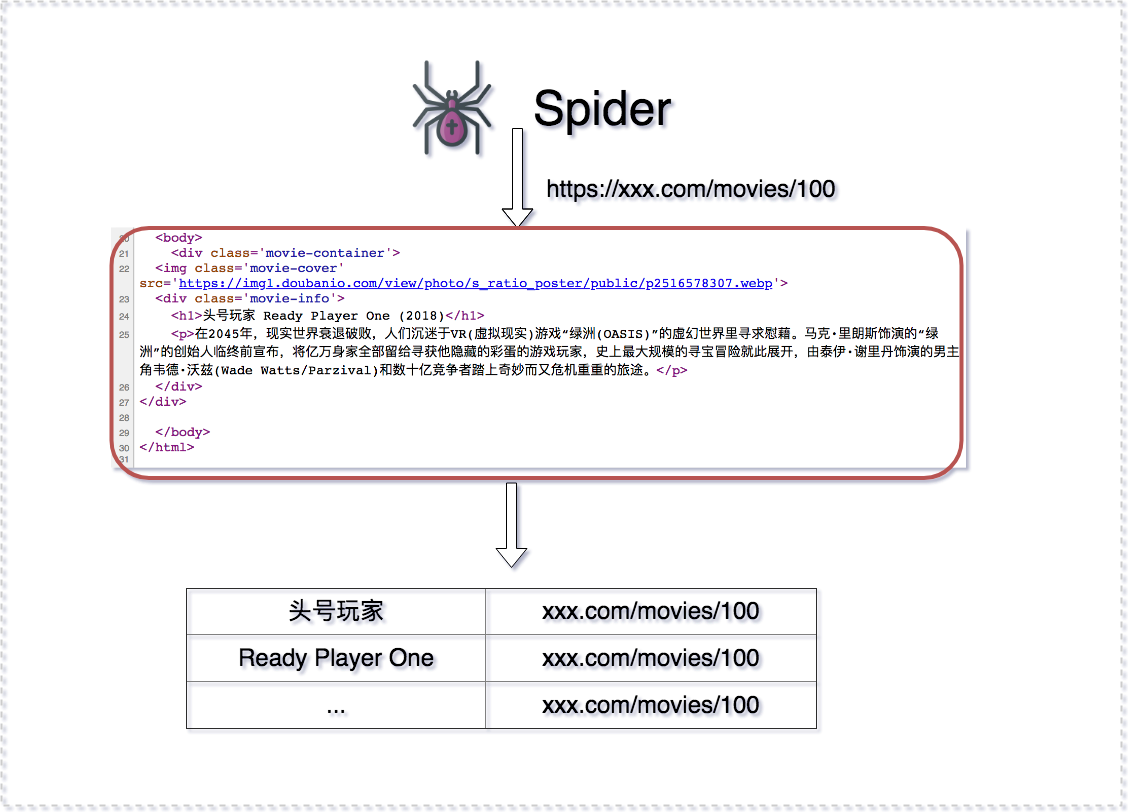 Spider
https://xxx.com/movies/100
20 <body>
21 <div class='movie-container'>
22 <img class='movie-cover'
src='https://img1.doubanio.com/view/photo/s_ratio_poster/public/p2516578307.webp'>
23 <div class='movie-info'>
24 <h1>头号玩家 Ready Player One (2018)</h1>
25 <p>在2045年，现实世界衰退破败，人们沉迷于VR(虚拟现实)游戏“绿洲(OASIS)”的虚幻世界里寻求慰藉。马克·里朗斯饰演的“绿
洲”的创始人临终前宣布，将亿万身家全部留给寻获他隐藏的彩蛋的游戏玩家，史上最大规模的寻宝冒险就此展开，由泰伊·谢里丹饰演的男主
角韦德·沃兹(Wade Watts/Parzival)和数十亿竞争者踏上奇妙而又危机重重的旅途。</p>
26 </div>
27 </div>
28
29 </body>
30 </html>
31
头号玩家 xxx.com/movies/100
Ready Player One xxx.com/movies/100
... xxx.com/movies/100